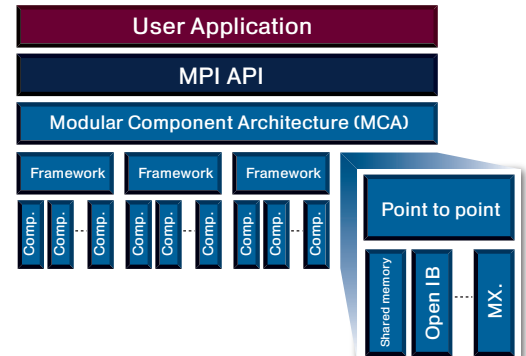 User Application
MPI API
Modular Component Architecture (MCA)
Framework Framework Framework
Comp. Comp. Comp. Comp. Comp. Comp. Comp. Comp. Comp.
Point to point
Shared memory Open IB MX.